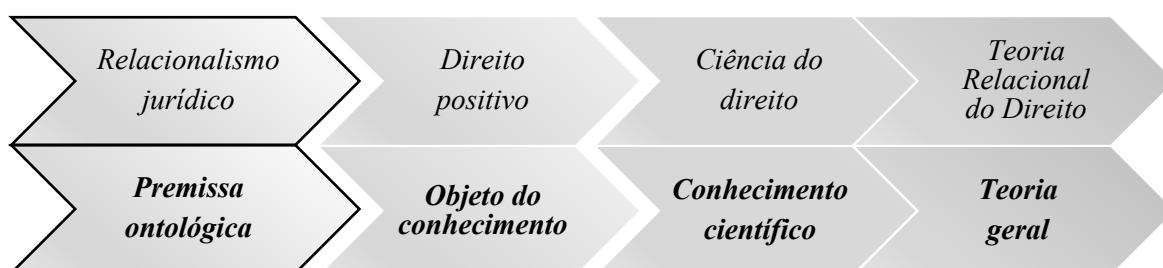 Relacionalismo
jurídico
Direito
positivo
Ciência do
direito
Teoria
Relacional
do Direito
Premissa
ontológica
Objeto do
conhecimento
Conhecimento
científico
Teoria
geral